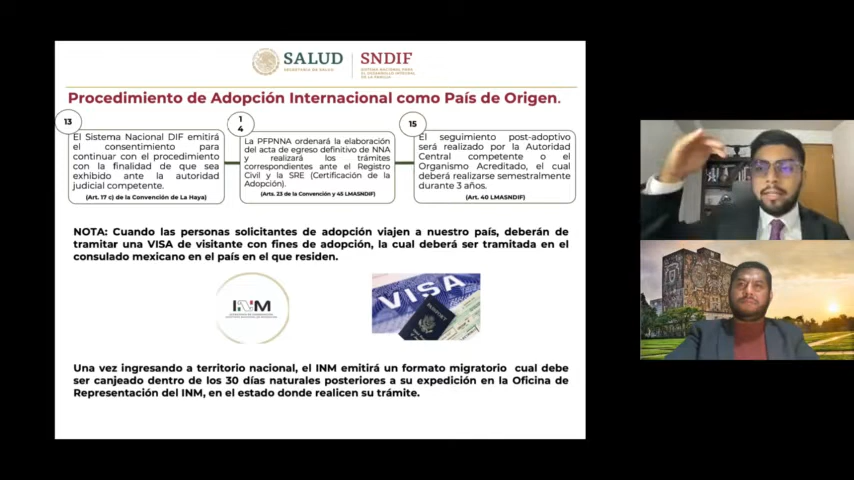 SALUD
SECRETARÍA DE SALUD
SNDIF
SISTEMA NACIONAL PARA
EL DESARROLLO INTEGRAL
DE LA FAMILIA
Procedimiento de Adopción Internacional como País de Origen.
13
El Sistema Nacional DIF emitirá
el consentimiento para
continuar con el procedimiento
con la finalidad de que sea
exhibido ante la autoridad
judicial competente.
(Art. 17 c) de la Convención de La Haya)
1
4
La PFPNNA ordenará la elaboración
del acta de egreso definitivo de NNA
y realizará los trámites
correspondientes ante el Registro
Civil y la SRE (Certificación de la
Adopción).
(Arts. 23 de la Convención y 45 LMASNDIF)
15
El seguimiento post-adoptivo
será realizado por la Autoridad
Central competente o el
Organismo Acreditado, el cual
deberá realizarse semestralmente
durante 3 años.
(Art. 40 LMASNDIF)
NOTA: Cuando las personas solicitantes de adopción viajen a nuestro país, deberán de
tramitar una VISA de visitante con fines de adopción, la cual deberá ser tramitada en el
consulado mexicano en el país en el que residen.
INM
VISA
PASSPORT
Una vez ingresando a territorio nacional, el INM emitirá un formato migratorio cual debe
ser canjeado dentro de los 30 días naturales posteriores a su expedición en la Oficina de
Representación del INM, en el estado donde realicen su trámite.